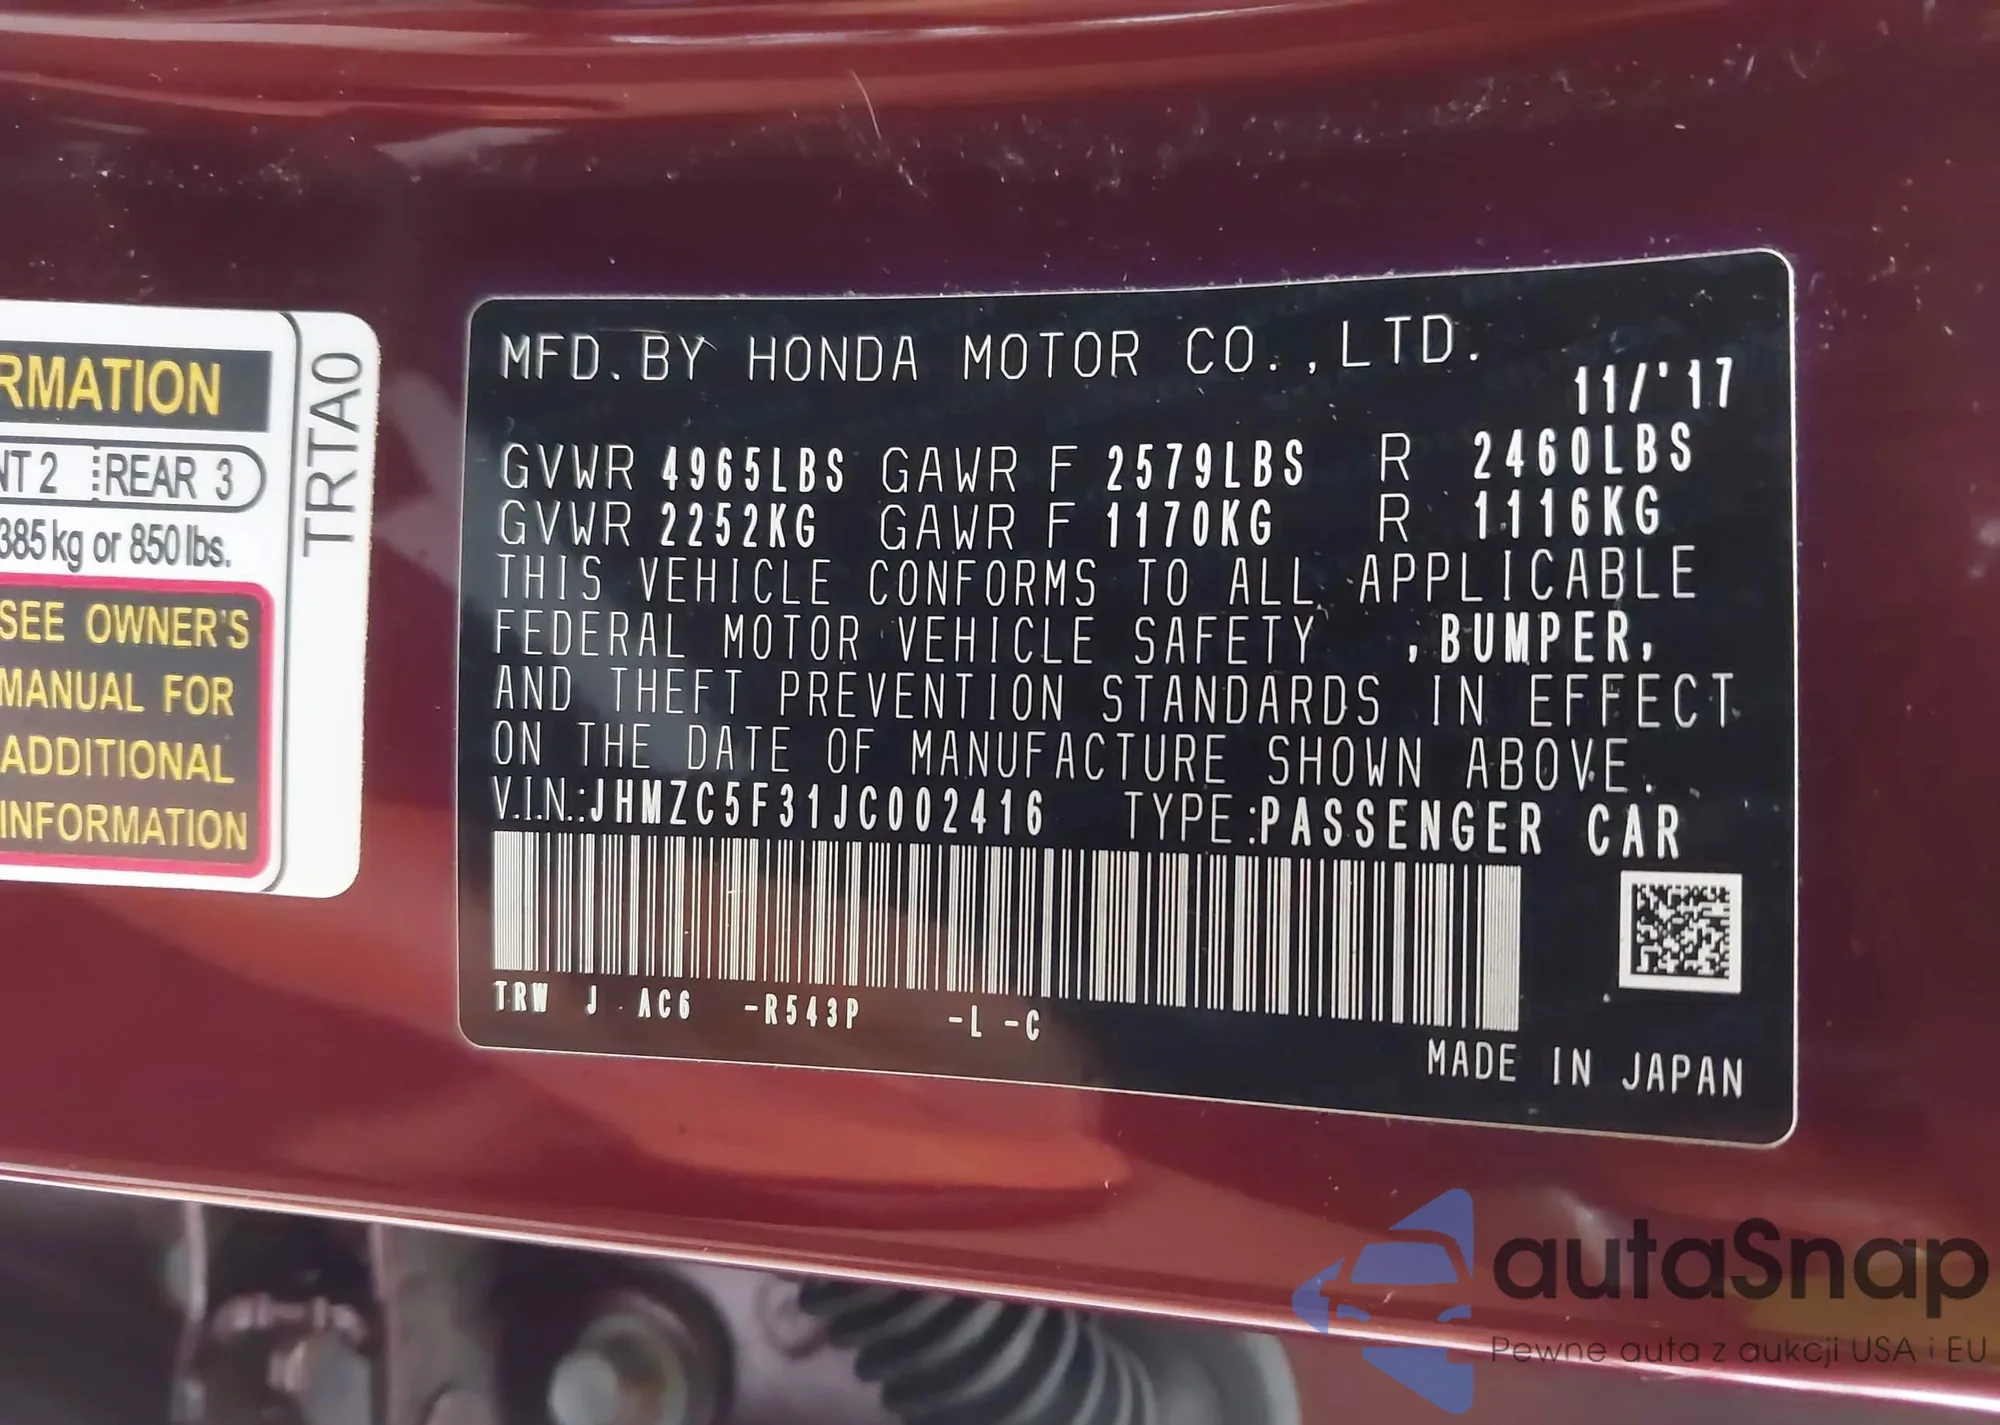 RMATION
NT 2 REAR 3
385 kg or 850 lbs.
SEE OWNER'S
MANUAL FOR
ADDITIONAL
INFORMATION
TRTA0
MFD. BY HONDA MOTOR CO., LTD.
11/'17
GVWR 4965LBS GAWR F 2579LBS R 2460LBS
GVWR 2252KG GAWR F 1170KG R 1116KG
THIS VEHICLE CONFORMS TO ALL APPLICABLE
FEDERAL MOTOR VEHICLE SAFETY , BUMPER,
AND THEFT PREVENTION STANDARDS IN EFFECT
ON THE DATE OF MANUFACTURE SHOWN ABOVE.
V.I.N.:JHMZC5F31JC002416 TYPE:PASSENGER CAR
TRW J AC6 -R543P -L -C
MADE IN JAPAN
autaSnap
Pewne auta z aukcji USA i EU